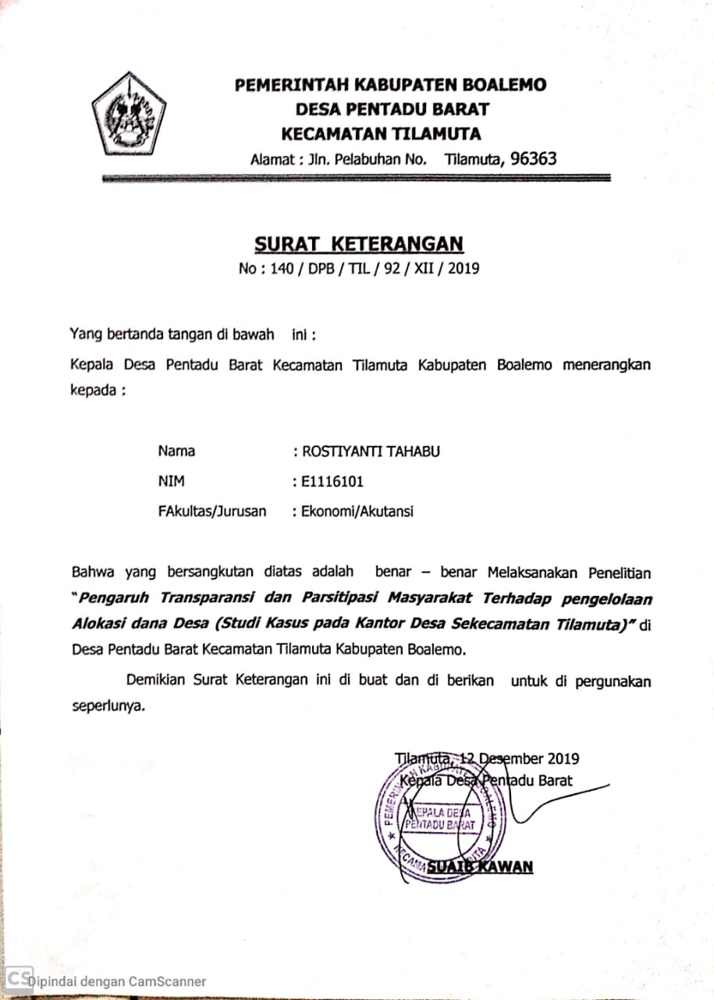 PEMERINTAH KABUPATEN BOALEMO
DESA PENTADU BARAT
KECAMATAN TILAMUTA
Alamat : Jln. Pelabuhan No. Tilamuta, 96363
SURAT KETERANGAN
No : 140 / DPB / TIL / 92 / XII / 2019
Yang bertanda tangan di bawah ini :
Kepala Desa Pentadu Barat Kecamatan Tilamuta Kabupaten Boalemo menerangkan
kepada :
Nama : ROSTIYANTI TAHABU
NIM : E1116101
FAkultas/Jurusan : Ekonomi/Akutansi
Bahwa yang bersangkutan diatas adalah benar – benar Melaksanakan Penelitian
"Pengaruh Transparansi dan Parsitipasi Masyarakat Terhadap pengelolaan
Alokasi dana Desa (Studi Kasus pada Kantor Desa Sekecamatan Tilamuta)" di
Desa Pentadu Barat Kecamatan Tilamuta Kabupaten Boalemo.
Demikian Surat Keterangan ini di buat dan di berikan untuk di pergunakan
seperlunya.
Tilamuta, 12 Desember 2019
Kepala Desa Pentadu Barat
PEMERINTAH KABUPATEN BOALEMO
KEPALA DESA
PENTADU BARAT
SUAIB KAWAN
CS Dipindai dengan CamScanner